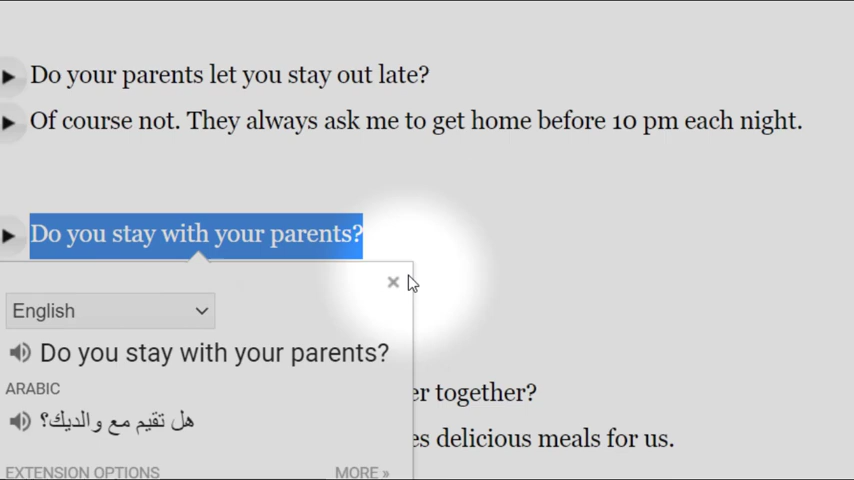 Do your parents let you stay out late?
Of course not. They always ask me to get home before 10 pm each night.
Do you stay with your parents?
English
Do you stay with your parents?
ARABIC
هل تقيم مع والديك؟
together?
delicious meals for us.
EXTENSION OPTIONS MORE »